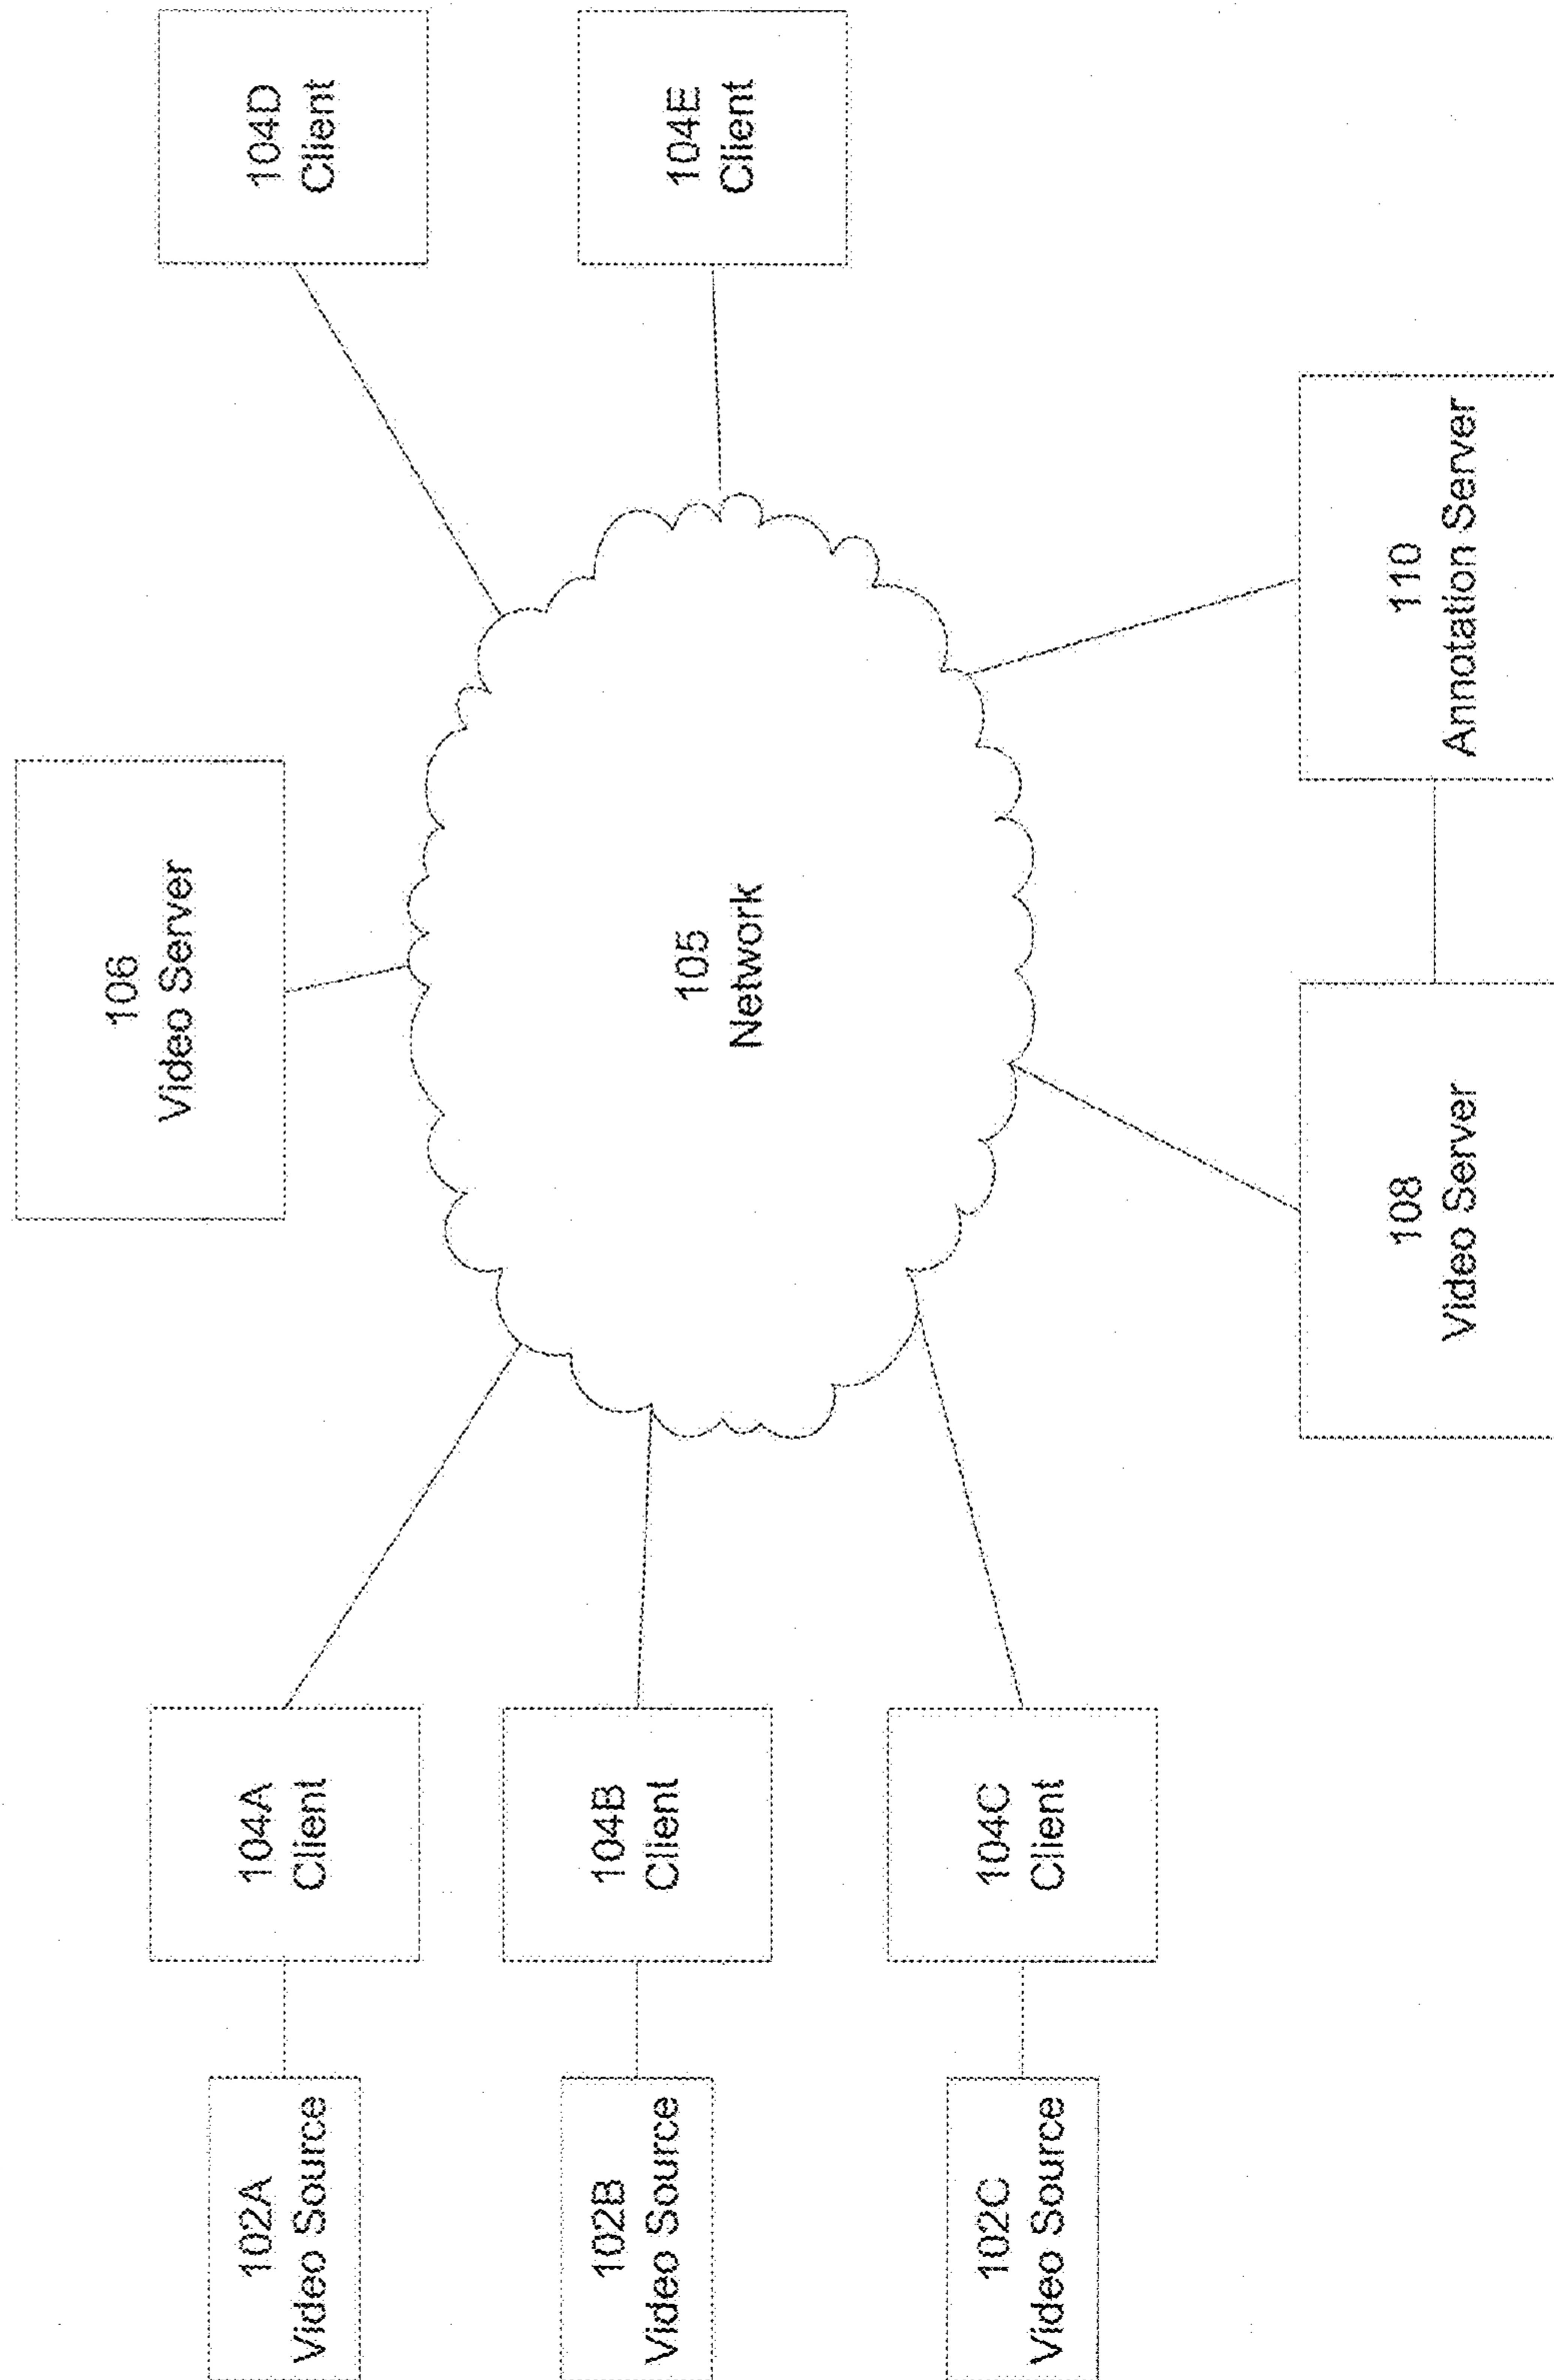 106
Video Server
102A
Video Source
104A
Client
104D
Client
102B
Video Source
104B
Client
105
Network
104E
Client
102C
Video Source
104C
Client
108
Video Server
110
Annotation Server